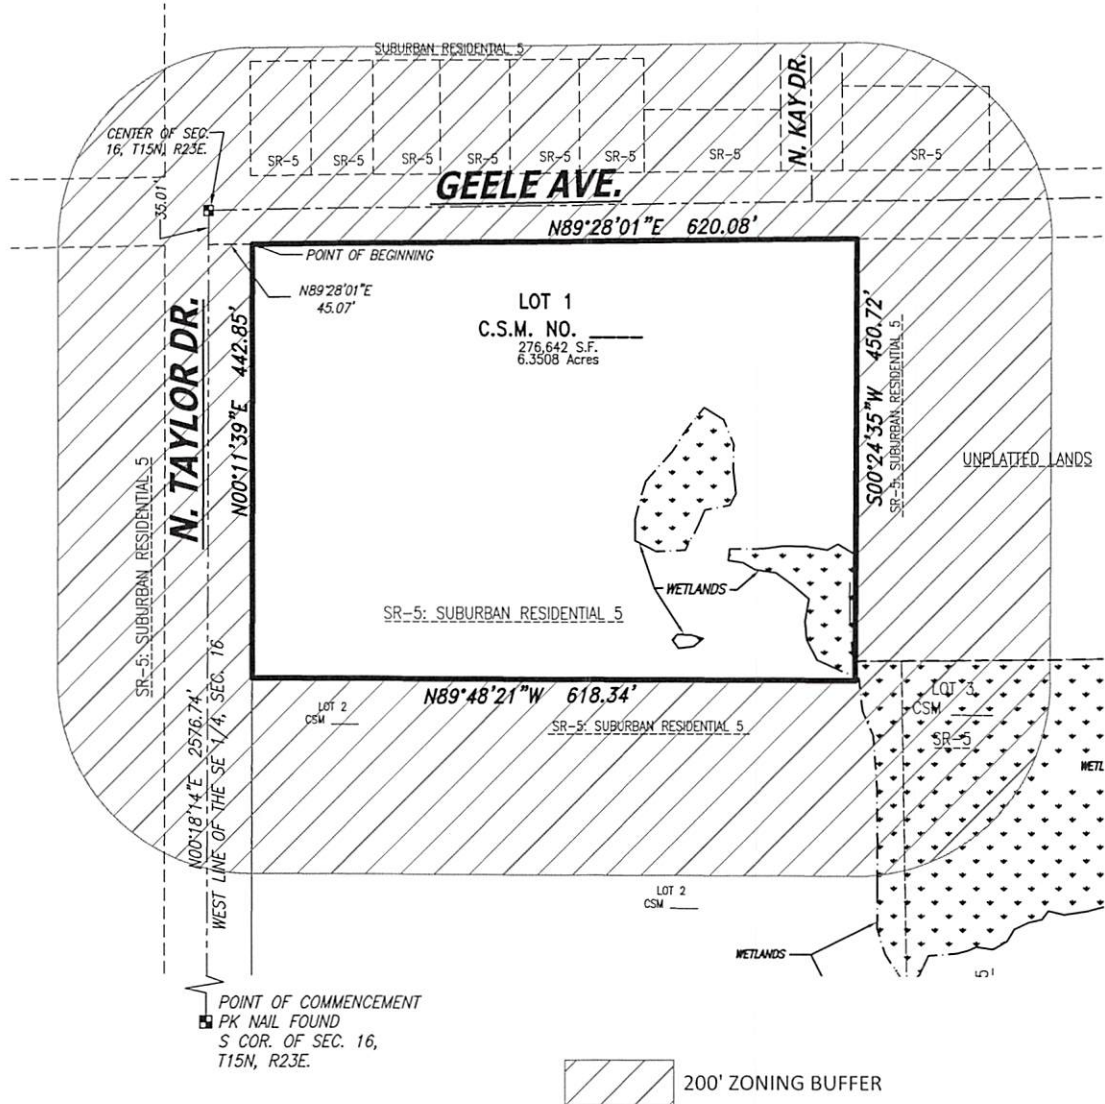 SUBURBAN RESIDENTIAL 5
CENTER OF SEC.
16, T15N, R23E.
N. KAY DR.
SR-5
SR-5
SR-5
SR-5
SR-5
SR-5
SR-5
SR-5
GEELE AVE.
35.01'
N89°28'01"E 620.08'
POINT OF BEGINNING
N89°28'01"E
45.07'
LOT 1
C.S.M. NO. ______
276,642 S.F.
6.3508 Acres
N. TAYLOR DR.
N00°11'39"E 442.85'
S00°24'35"W 450.72'
SR-5: SUBURBAN RESIDENTIAL 5
UNPLATTED LANDS
SR-5: SUBURBAN RESIDENTIAL 5
WETLANDS
SR-5: SUBURBAN RESIDENTIAL 5
N89°48'21"W 618.34'
LOT 2
CSM ____
SR-5: SUBURBAN RESIDENTIAL 5
LOT 3
CSM ____
SR-5
WETL
N00°18'14"E 2576.74'
WEST LINE OF THE SE 1/4, SEC. 16
LOT 2
CSM ____
WETLANDS
5
POINT OF COMMENCEMENT
PK NAIL FOUND
S COR. OF SEC. 16,
T15N, R23E.
200' ZONING BUFFER